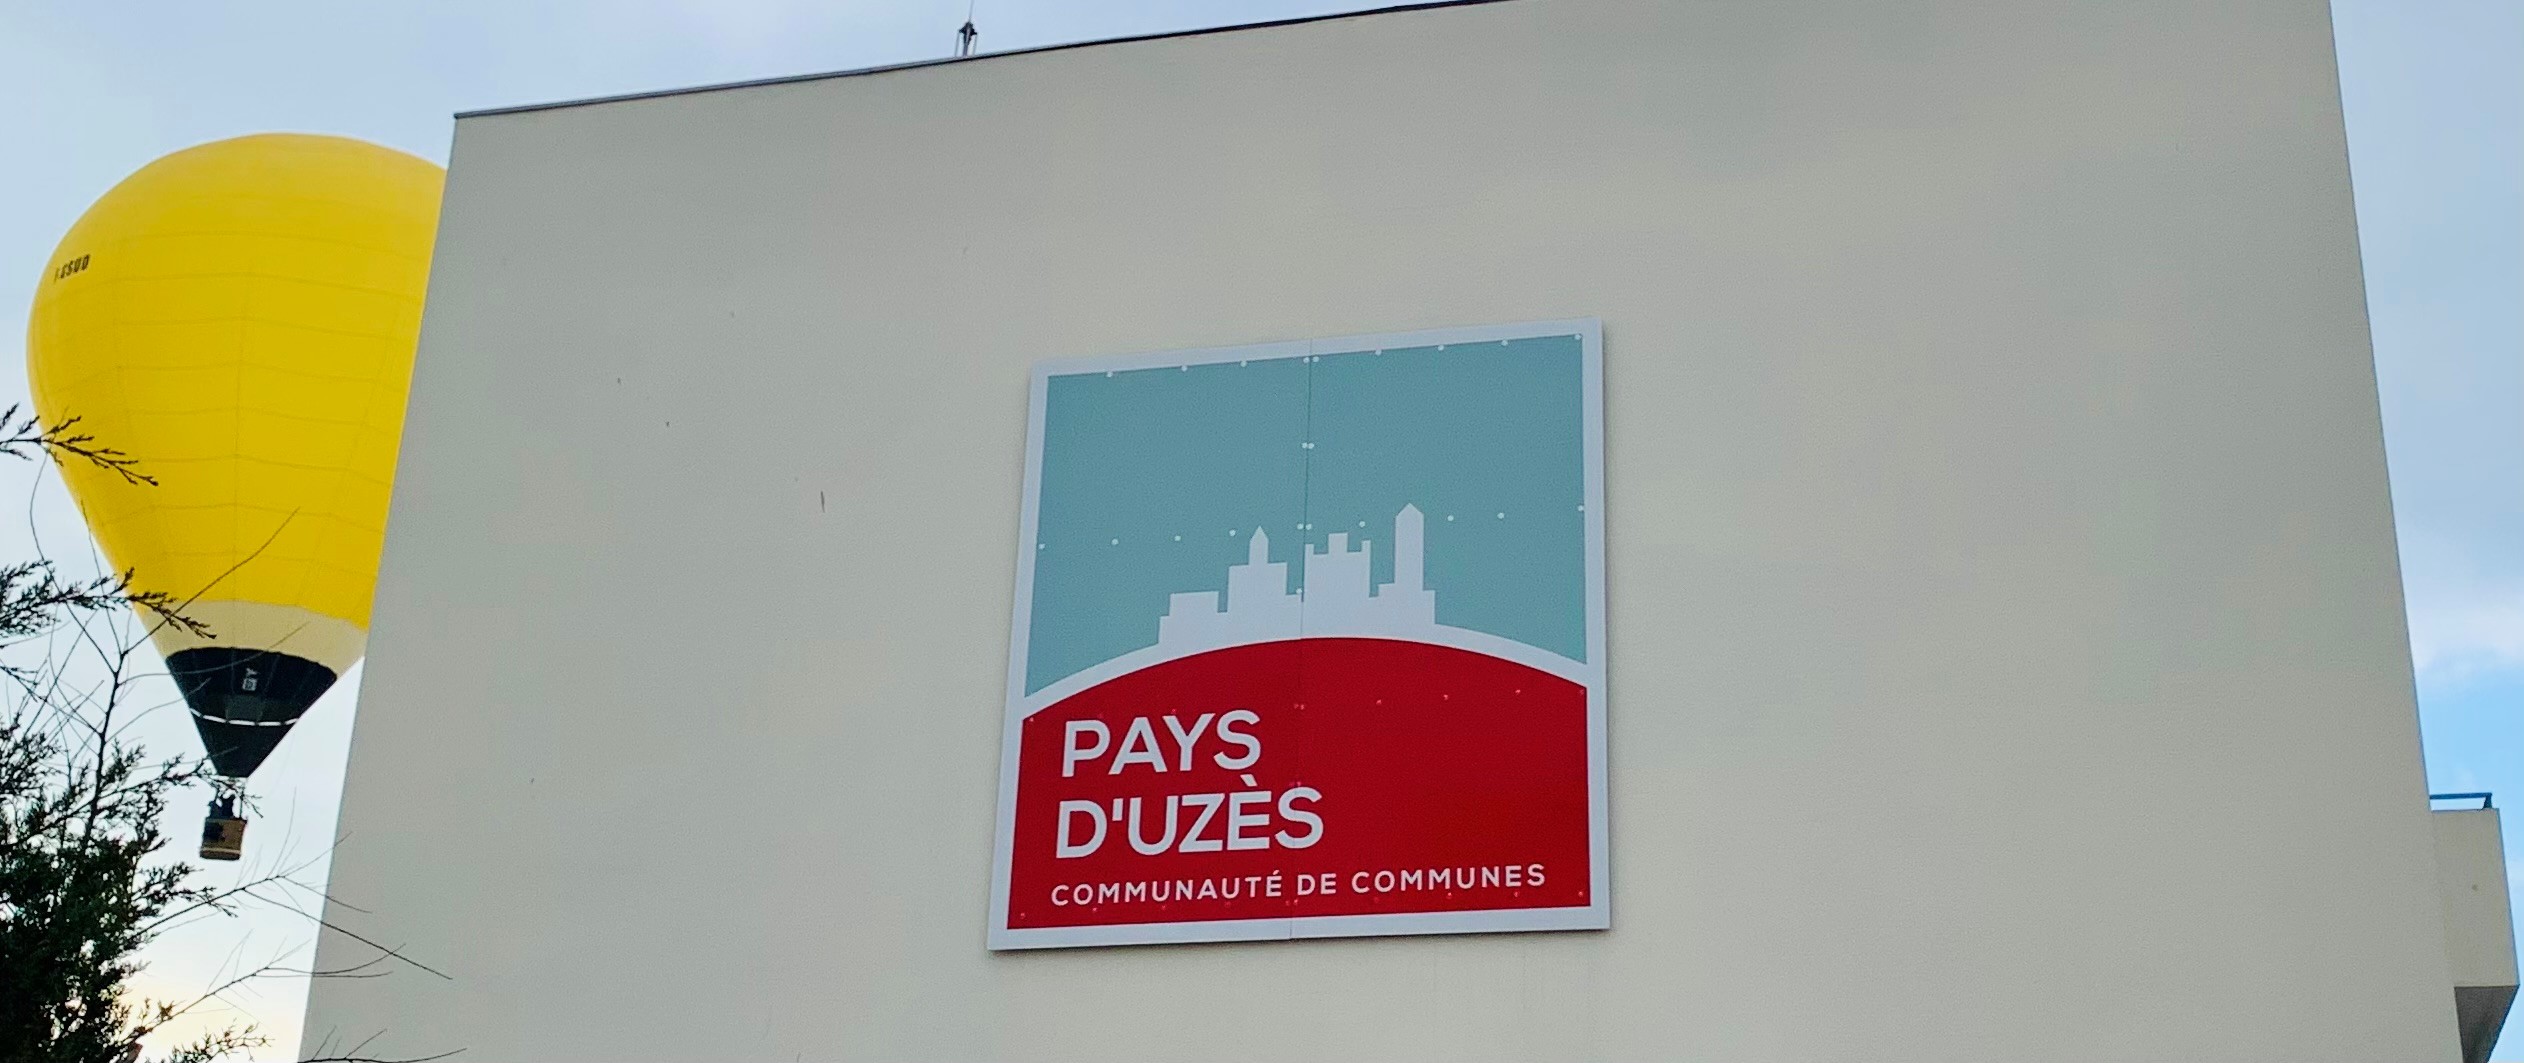 PAYS
D'UZÈS
COMMUNAUTÉ DE COMMUNES